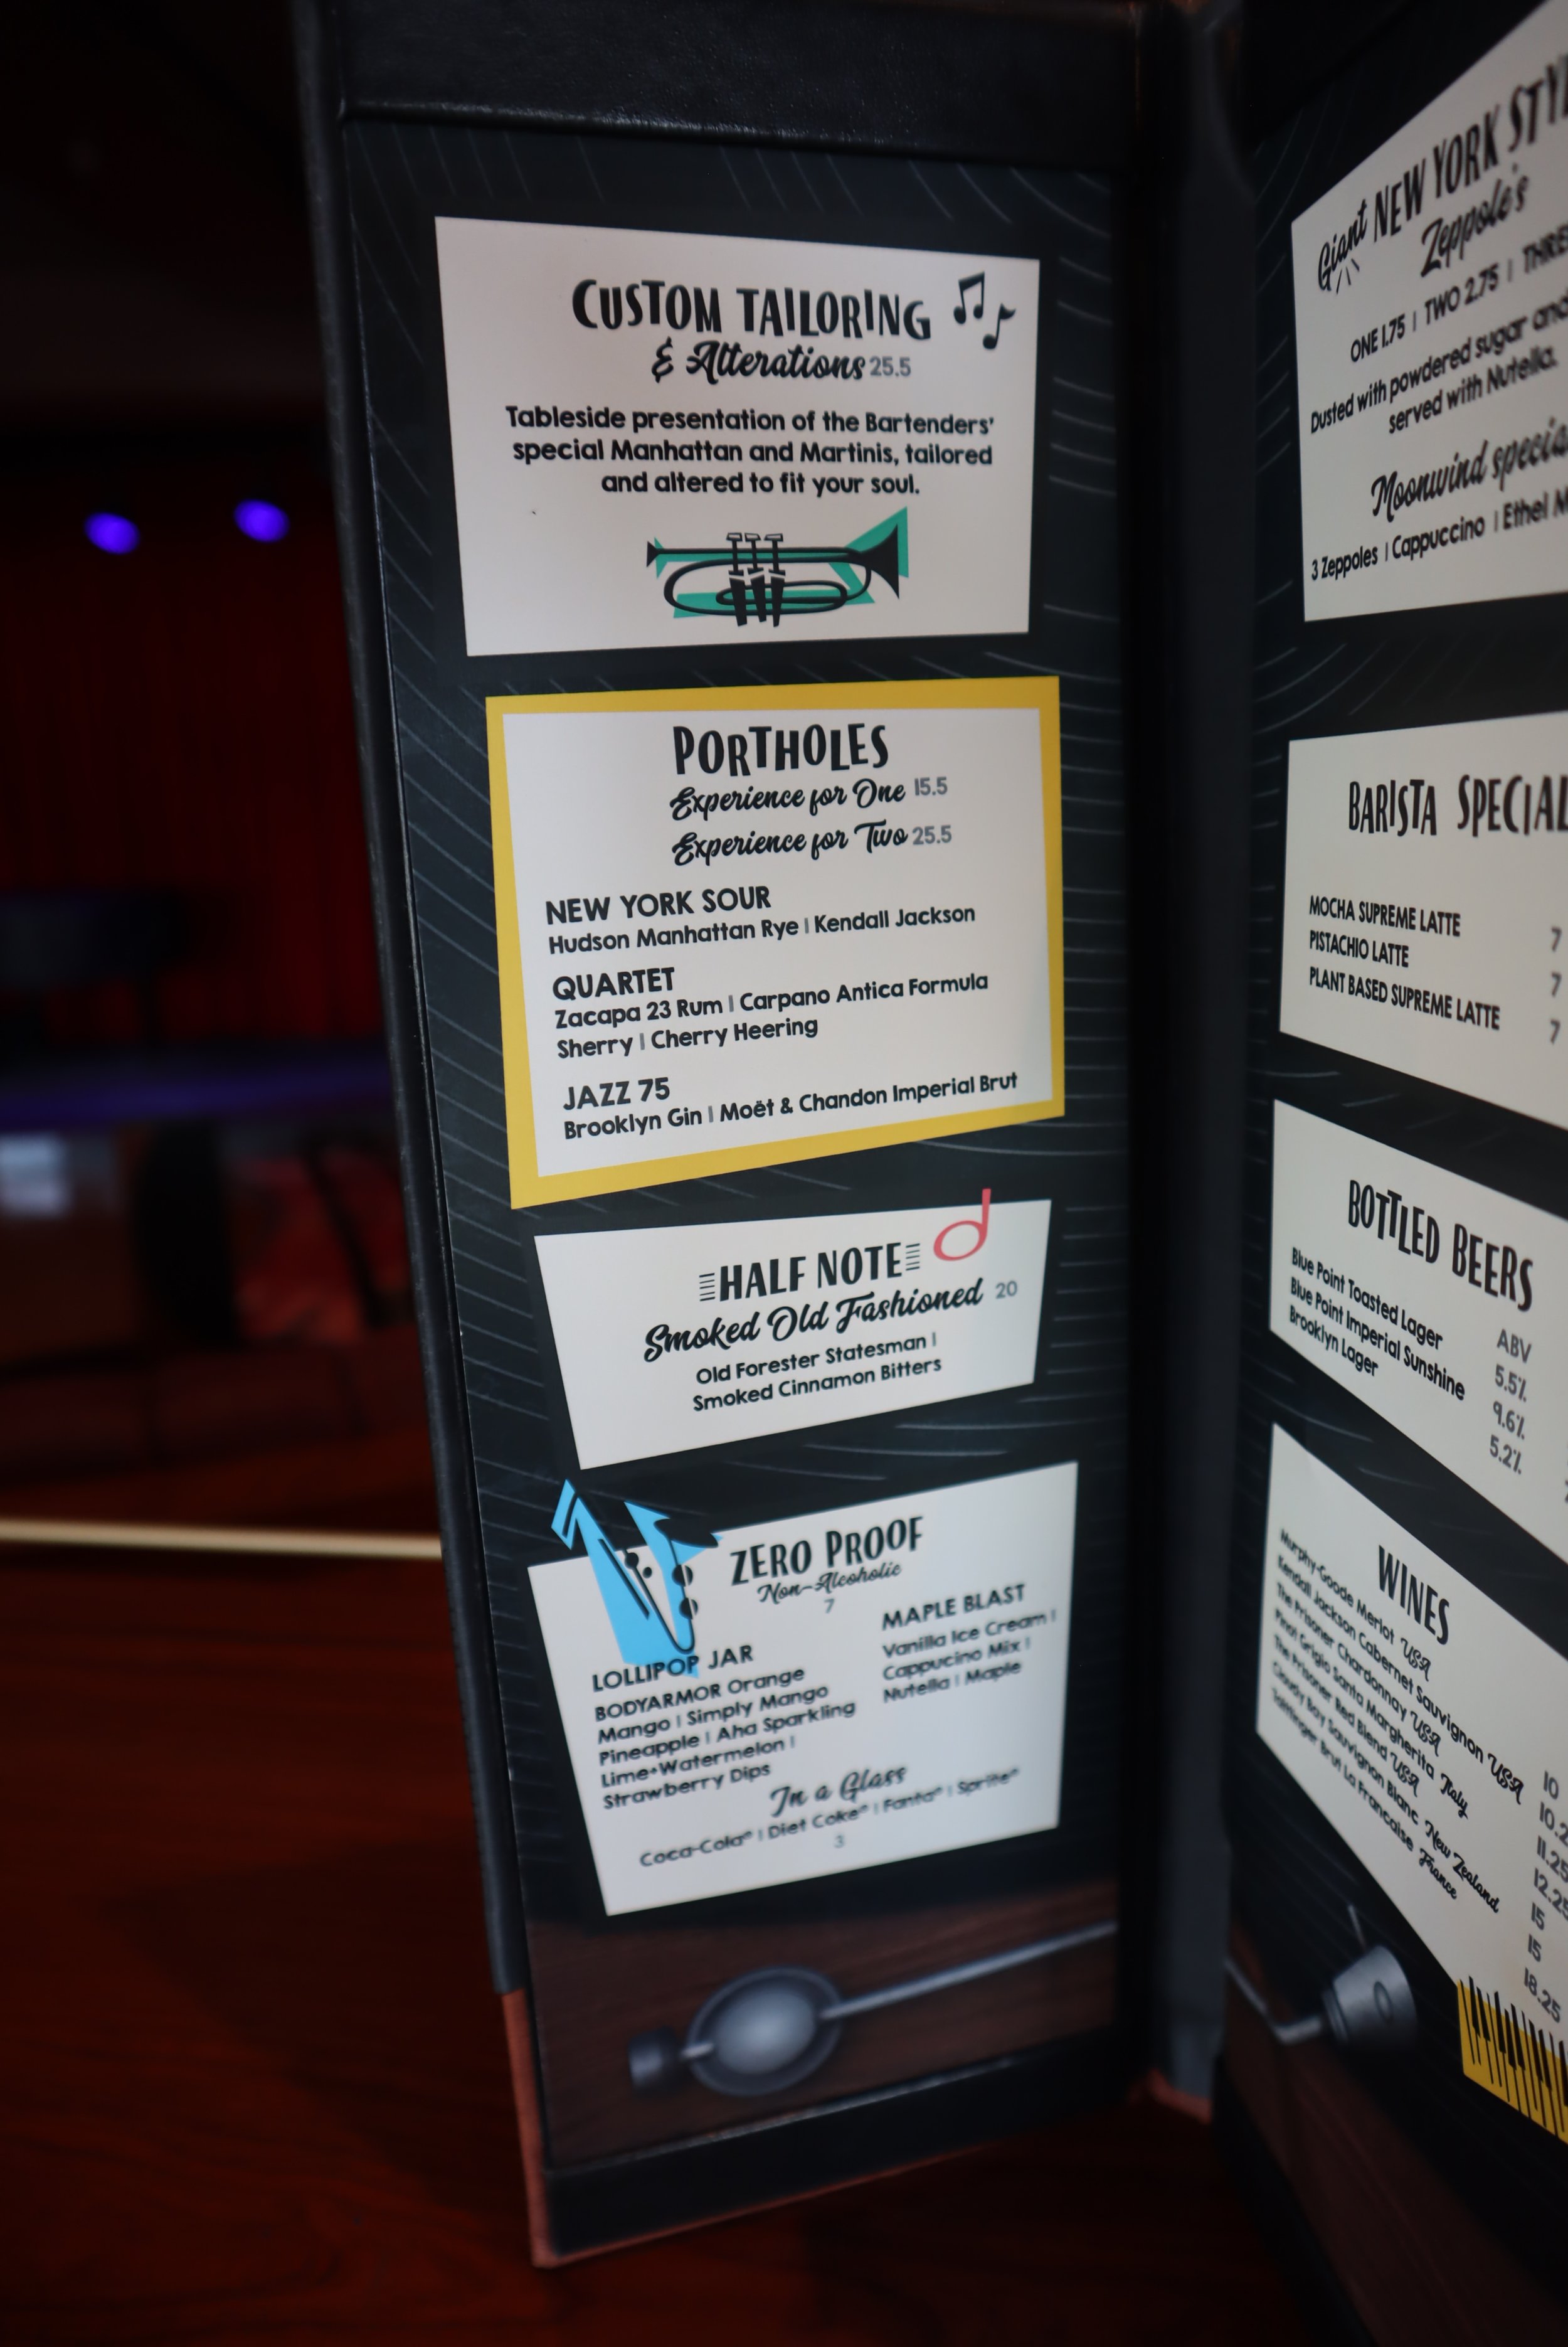 CUSTOM TAILORING
& Alterations 25.5
Tableside presentation of the Bartenders'
special Manhattan and Martinis, tailored
and altered to fit your soul.
PORTHOLES
Experience for One 15.5
Experience for Two 25.5
NEW YORK SOUR
Hudson Manhattan Rye | Kendall Jackson
QUARTET
Zacapa 23 Rum | Carpano Antica Formula
Sherry | Cherry Heering
JAZZ 75
Brooklyn Gin | Moët & Chandon Imperial Brut
HALF NOTE
Smoked Old Fashioned 20
Old Forester Statesman |
Smoked Cinnamon Bitters
ZERO PROOF
Non-Alcoholic
7
LOLLIPOP JAR
BODYARMOR Orange
Mango | Simply Mango
Pineapple | Aha Sparkling
Lime+Watermelon |
Strawberry Dips
MAPLE BLAST
Vanilla Ice Cream |
Cappucino Mix |
Nutella | Maple
In a Glass
Coca-Cola® | Diet Coke® | Fanta® | Sprite®
3
Giant NEW YORK
Zeppole's
ONE 1.75 | TWO 2.75 |
Dusted with powdered sugar and
served with Nutella.
Moonwind
3 Zeppoles | Cappuccino | Ethel
BARISTA
MOCHA SUPREME LATTE 7
PISTACHIO LATTE 7
PLANT BASED SUPREME LATTE 7
BOTTLED BEERS
ABV
Blue Point Toasted Lager 5.5%
Blue Point Imperial Sunshine 9.6%
Brooklyn Lager 5.2%
WINES
Murphy-Goode Merlot USA 10
Kendall Jackson Cabernet Sauvignon USA
The Prisoner Chardonnay USA
Pinot Grigio Santa Margherita Italy
The Prisoner Red Blend USA 15
Cloudy Bay Sauvignon Blanc New Zealand 15
Taittinger Brut La Francaise France 18.25